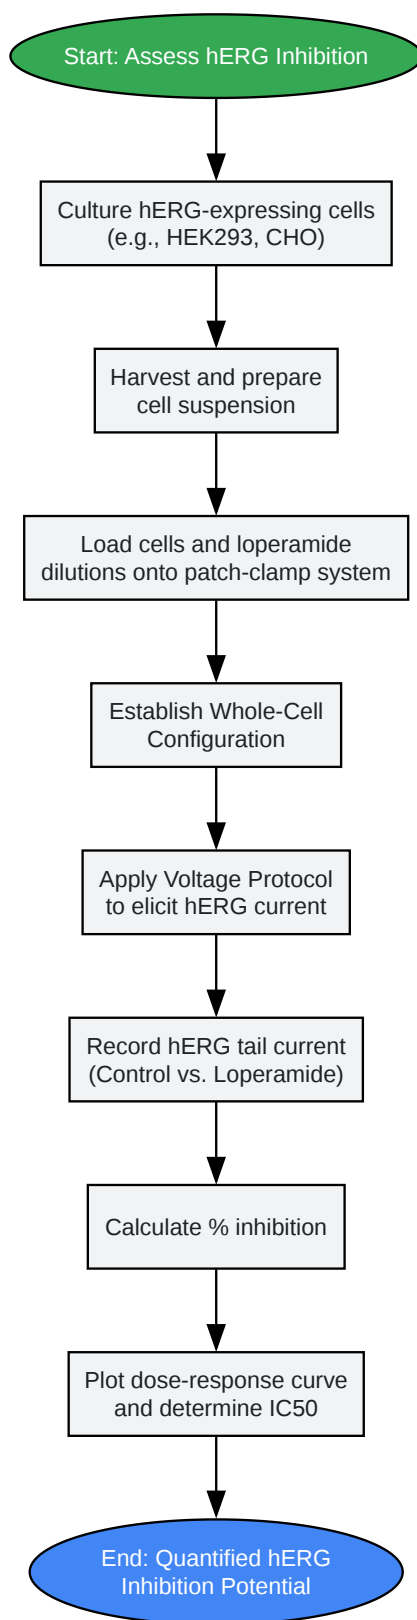 Start: Assess hERG Inhibition
Culture hERG-expressing cells
(e.g., HEK293, CHO)
Harvest and prepare
cell suspension
Load cells and loperamide
dilutions onto patch-clamp system
Establish Whole-Cell
Configuration
Apply Voltage Protocol
to elicit hERG current
Record hERG tail current
(Control vs. Loperamide)
Calculate % inhibition
Plot dose-response curve
and determine IC50
End: Quantified hERG
Inhibition Potential